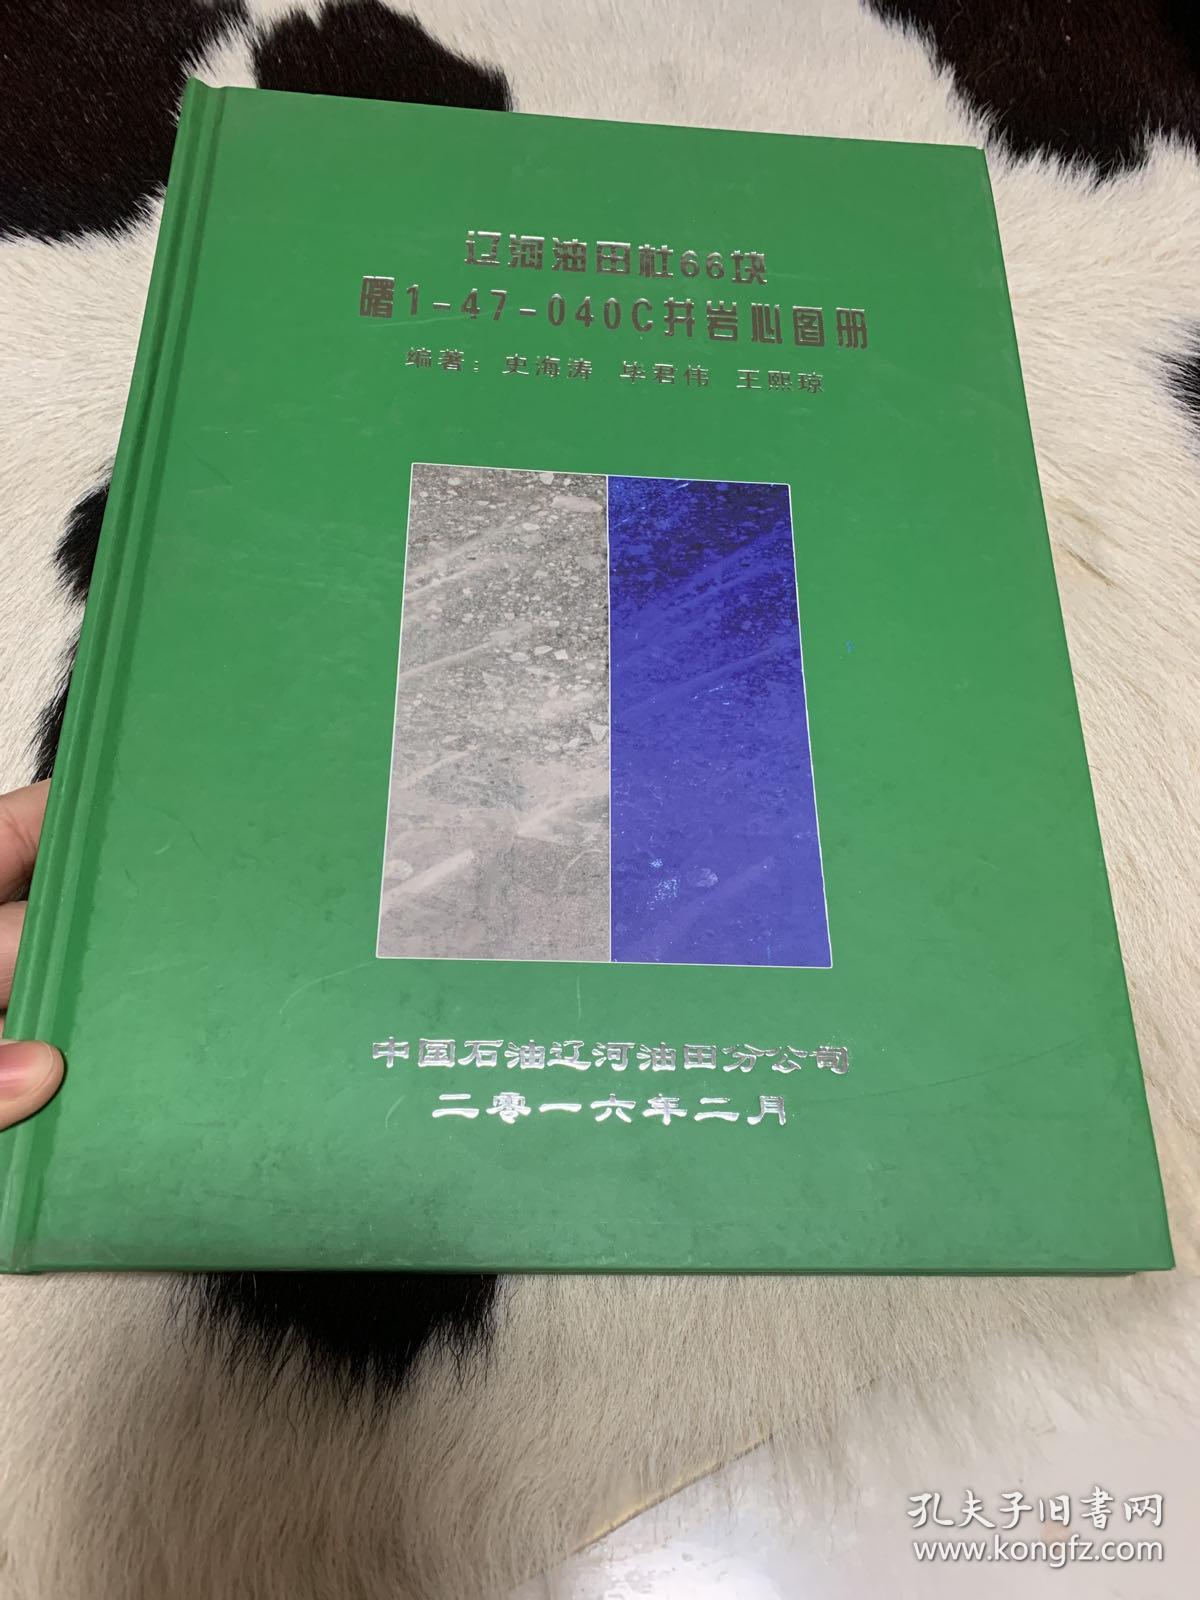 辽河油田杜66块
曙1-47-040C井岩心图册
编著：史海涛 毕君伟 王熙琼
中国石油辽河油田分公司
二零一六年二月
孔夫子旧书网
www.kongfz.com